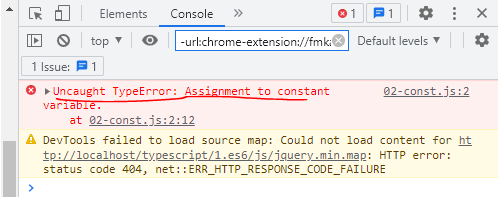 Elements Console 1 1
top -url:chrome-extension://fmk Default levels
1 Issue: 1
Uncaught TypeError: Assignment to constant 02-const.js:2
variable.
at 02-const.js:2:12
DevTools failed to load source map: Could not load content for ht
tp://localhost/typescript/1.es6/js/jquery.min.map: HTTP error:
status code 404, net::ERR_HTTP_RESPONSE_CODE_FAILURE